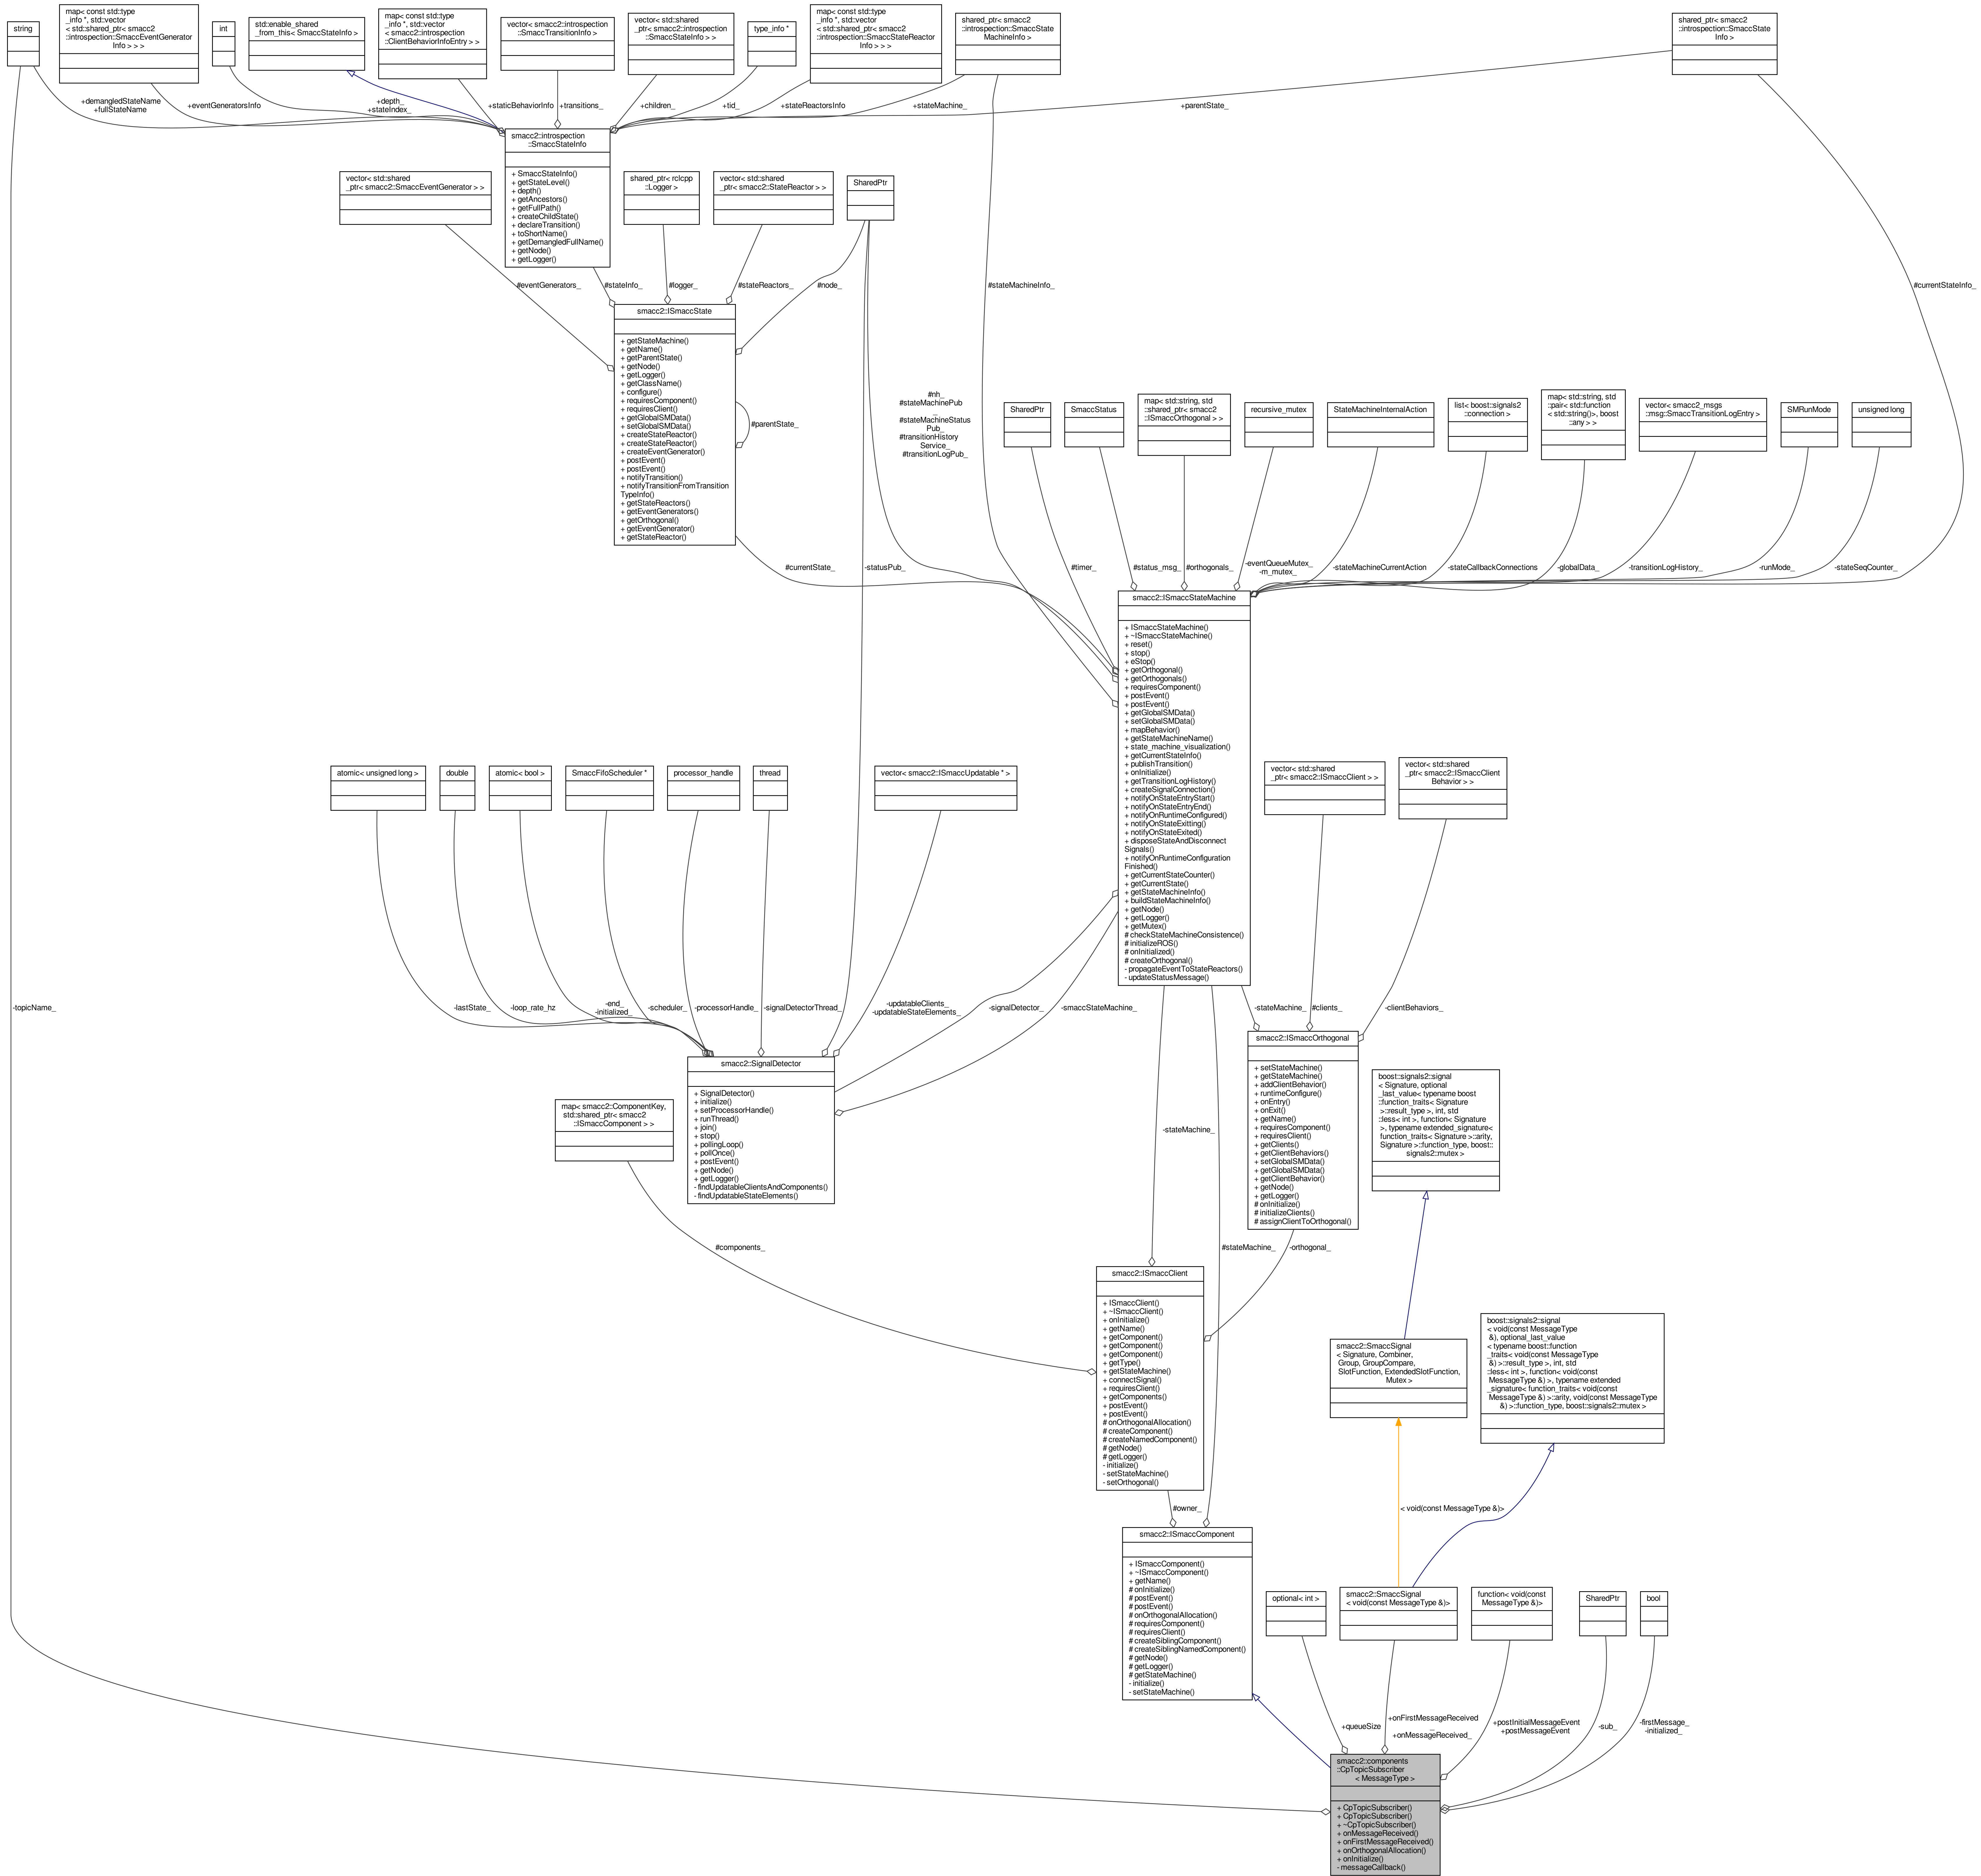 string
map< const std::type
_info *, std::vector
< std::shared_ptr< smacc2
::introspection::SmaccEventGenerator
Info > > >
int
std::enable_shared
_from_this< SmaccStateInfo >
map< const std::type
_info *, std::vector
< smacc2::introspection
::ClientBehaviorInfoEntry > >
vector< smacc2::introspection
::SmaccTransitionInfo >
vector< std::shared
_ptr< smacc2::introspection
::SmaccStateInfo > >
type_info *
map< const std::type
_info *, std::vector
< std::shared_ptr< smacc2
::introspection::SmaccStateReactor
Info > > >
shared_ptr< smacc2
::introspection::SmaccState
MachineInfo >
shared_ptr< smacc2
::introspection::SmaccState
Info >
+demangledStateName
+fullStateName
+eventGeneratorsInfo
+depth_
+stateIndex_
+staticBehaviorInfo
+transitions_
+children_
+tid_
+stateReactorsInfo
+stateMachine_
+parentState_
smacc2::introspection
::SmaccStateInfo
+ SmaccStateInfo()
+ getStateLevel()
+ depth()
+ getAncestors()
+ getFullPath()
+ createChildState()
+ declareTransition()
+ toShortName()
+ getDemangledFullName()
+ getNode()
+ getLogger()
vector< std::shared
_ptr< smacc2::SmaccEventGenerator > >
shared_ptr< rclcpp
::Logger >
vector< std::shared
_ptr< smacc2::StateReactor > >
SharedPtr
#eventGenerators_
#stateInfo_
#logger_
#stateReactors_
#node_
#stateMachineInfo_
#currentStateInfo_
smacc2::ISmaccState
+ getStateMachine()
+ getName()
+ getParentState()
+ getNode()
+ getLogger()
+ getClassName()
+ configure()
+ requiresComponent()
+ requiresClient()
+ getGlobalSMData()
+ setGlobalSMData()
+ createStateReactor()
+ createStateReactor()
+ createEventGenerator()
+ postEvent()
+ postEvent()
+ notifyTransition()
+ notifyTransitionFromTransition
TypeInfo()
+ getStateReactors()
+ getEventGenerators()
+ getOrthogonal()
+ getEventGenerator()
+ getStateReactor()
#parentState_
#nh_
#stateMachinePub
_
#stateMachineStatus
Pub_
#transitionHistory
Service_
#transitionLogPub_
SharedPtr
SmaccStatus
map< std::string, std
::shared_ptr< smacc2
::ISmaccOrthogonal > >
recursive_mutex
StateMachineInternalAction
list< boost::signals2
::connection >
map< std::string, std
::pair< std::function
< std::string()>, boost
::any > >
vector< smacc2_msgs
::msg::SmaccTransitionLogEntry >
SMRunMode
unsigned long
#currentState_
-statusPub_
#timer_
#status_msg_
#orthogonals_
-eventQueueMutex_
-m_mutex_
-stateMachineCurrentAction
-stateCallbackConnections
-globalData_
-transitionLogHistory_
-runMode_
-stateSeqCounter_
smacc2::ISmaccStateMachine
+ ISmaccStateMachine()
+ ~ISmaccStateMachine()
+ reset()
+ stop()
+ eStop()
+ getOrthogonal()
+ getOrthogonals()
+ requiresComponent()
+ postEvent()
+ postEvent()
+ getGlobalSMData()
+ setGlobalSMData()
+ mapBehavior()
+ getStateMachineName()
+ state_machine_visualization()
+ getCurrentStateInfo()
+ publishTransition()
+ onInitialize()
+ getTransitionLogHistory()
+ createSignalConnection()
+ notifyOnStateEntryStart()
+ notifyOnStateEntryEnd()
+ notifyOnRuntimeConfigured()
+ notifyOnStateExitting()
+ notifyOnStateExited()
+ disposeStateAndDisconnect
Signals()
+ notifyOnRuntimeConfiguration
Finished()
+ getCurrentStateCounter()
+ getCurrentState()
+ getStateMachineInfo()
+ buildStateMachineInfo()
+ getNode()
+ getLogger()
+ getMutex()
# checkStateMachineConsistence()
# initializeROS()
# onInitialized()
# createOrthogonal()
- propagateEventToStateReactors()
- updateStatusMessage()
atomic< unsigned long >
double
atomic< bool >
SmaccFifoScheduler *
processor_handle
thread
vector< smacc2::ISmaccUpdatable * >
vector< std::shared
_ptr< smacc2::ISmaccClient > >
vector< std::shared
_ptr< smacc2::ISmaccClient
Behavior > >
-topicName_
-lastState_
-loop_rate_hz
-end_
-initialized_
-scheduler_
-processorHandle_
-signalDetectorThread_
-updatableClients_
-updatableStateElements_
-signalDetector_
-smaccStateMachine_
-stateMachine_
#clients_
-clientBehaviors_
smacc2::SignalDetector
+ SignalDetector()
+ initialize()
+ setProcessorHandle()
+ runThread()
+ join()
+ stop()
+ pollingLoop()
+ pollOnce()
+ postEvent()
+ getNode()
+ getLogger()
- findUpdatableClientsAndComponents()
- findUpdatableStateElements()
map< smacc2::ComponentKey,
std::shared_ptr< smacc2
::ISmaccComponent > >
smacc2::ISmaccOrthogonal
+ setStateMachine()
+ getStateMachine()
+ addClientBehavior()
+ runtimeConfigure()
+ onEntry()
+ onExit()
+ getName()
+ requiresComponent()
+ requiresClient()
+ getClients()
+ getClientBehaviors()
+ setGlobalSMData()
+ getGlobalSMData()
+ getClientBehavior()
+ getNode()
+ getLogger()
# onInitialize()
# initializeClients()
# assignClientToOrthogonal()
boost::signals2::signal
< Signature, optional
_last_value< typename boost
::function_traits< Signature
>::result_type >, int, std
::less< int >, function< Signature
>, typename extended_signature<
function_traits< Signature >::arity,
Signature >::function_type, boost::
signals2::mutex >
-stateMachine_
#components_
#stateMachine_
-orthogonal_
smacc2::ISmaccClient
+ ISmaccClient()
+ ~ISmaccClient()
+ onInitialize()
+ getName()
+ getComponent()
+ getComponent()
+ getComponent()
+ getType()
+ getStateMachine()
+ connectSignal()
+ requiresClient()
+ getComponents()
+ postEvent()
+ postEvent()
# onOrthogonalAllocation()
# createComponent()
# createNamedComponent()
# getNode()
# getLogger()
- initialize()
- setStateMachine()
- setOrthogonal()
smacc2::SmaccSignal
< Signature, Combiner,
Group, GroupCompare,
SlotFunction, ExtendedSlotFunction,
Mutex >
boost::signals2::signal
< void(const MessageType
&), optional_last_value
< typename boost::function
_traits< void(const MessageType
&) >::result_type >, int, std
::less< int >, function< void(const
MessageType &) >, typename extended
_signature< function_traits< void(const
MessageType &) >::arity, void(const MessageType
&) >::function_type, boost::signals2::mutex >
#owner_
< void(const MessageType &)>
smacc2::ISmaccComponent
+ ISmaccComponent()
+ ~ISmaccComponent()
+ getName()
# onInitialize()
# postEvent()
# postEvent()
# onOrthogonalAllocation()
# requiresComponent()
# requiresClient()
# createSiblingComponent()
# createSiblingNamedComponent()
# getNode()
# getLogger()
# getStateMachine()
- initialize()
- setStateMachine()
optional< int >
smacc2::SmaccSignal
< void(const MessageType &)>
function< void(const
MessageType &)>
SharedPtr
bool
+queueSize
+onFirstMessageReceived
_
+onMessageReceived_
+postInitialMessageEvent
+postMessageEvent
-sub_
-firstMessage_
-initialized_
smacc2::components
::CpTopicSubscriber
< MessageType >
+ CpTopicSubscriber()
+ CpTopicSubscriber()
+ ~CpTopicSubscriber()
+ onMessageReceived()
+ onFirstMessageReceived()
+ onOrthogonalAllocation()
+ onInitialize()
- messageCallback()